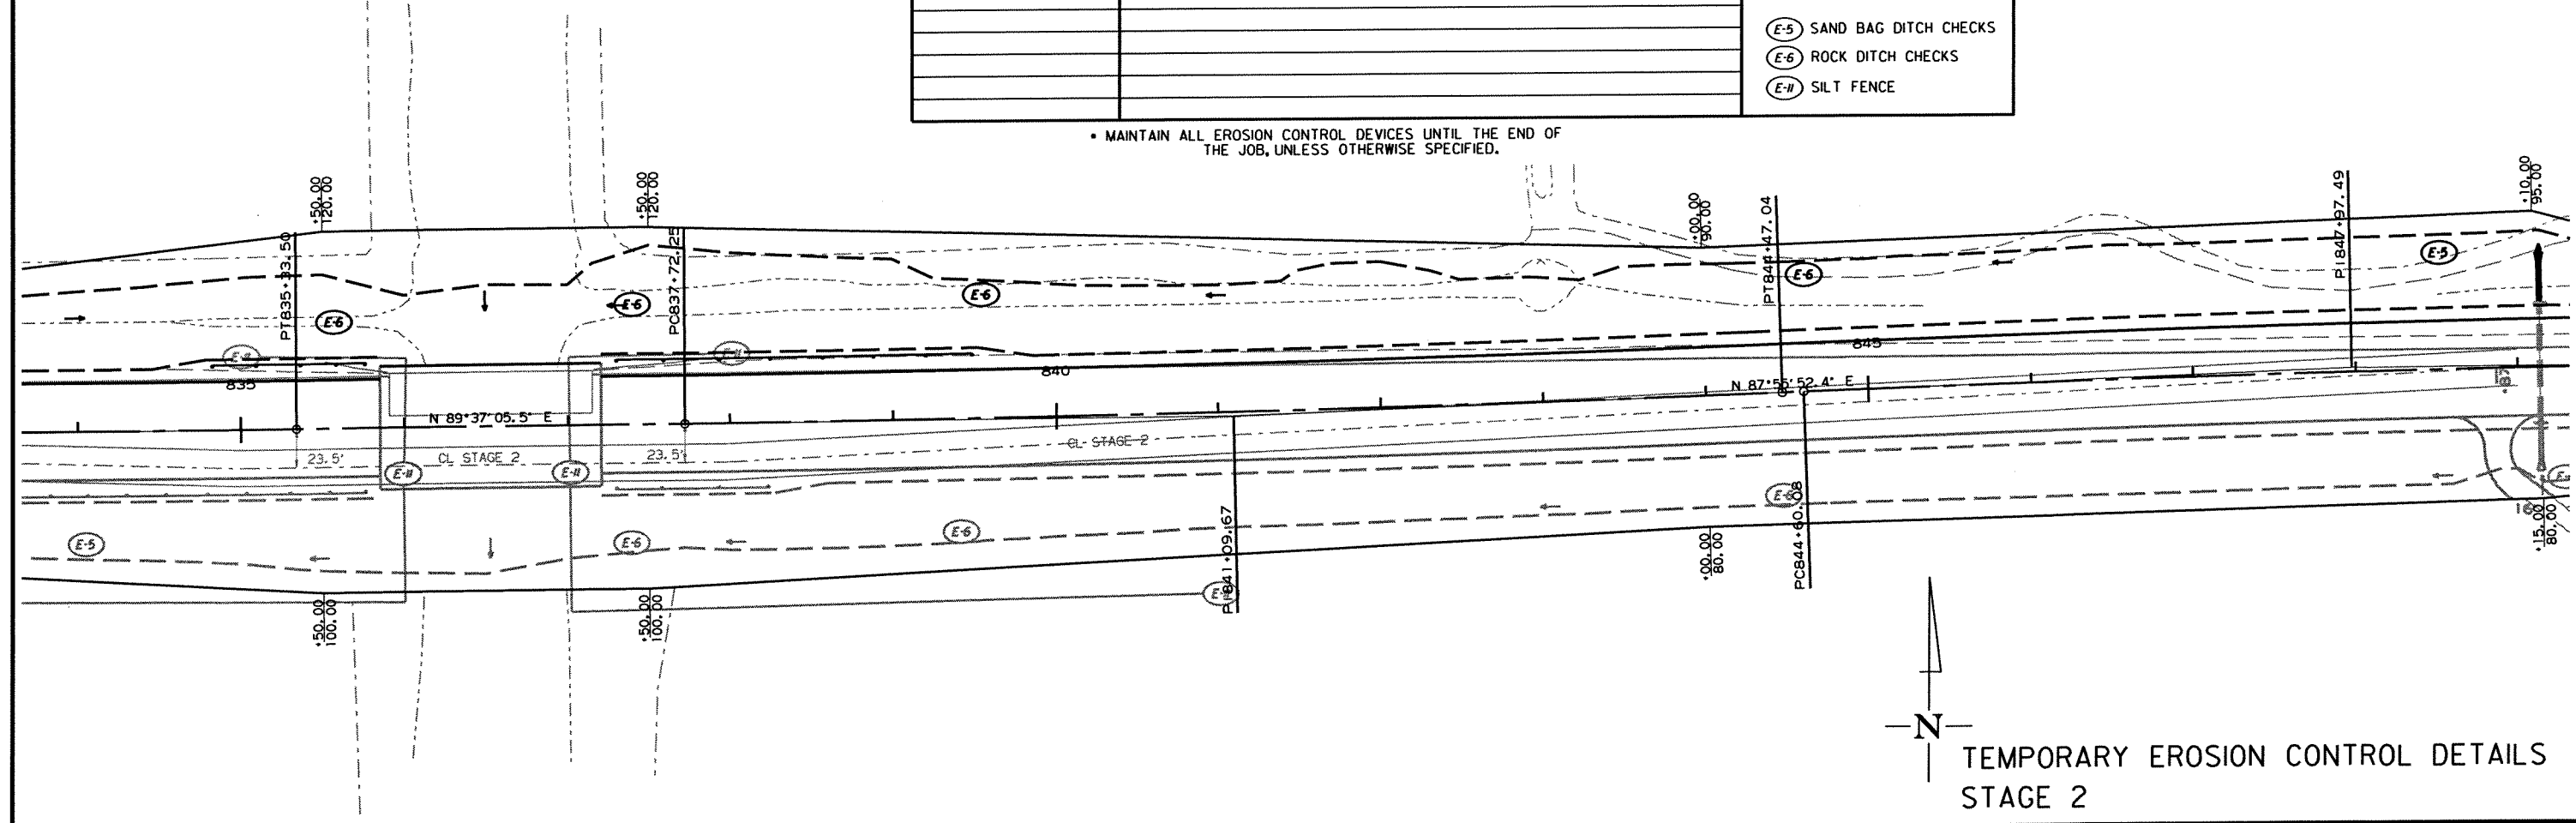 E-5 SAND BAG DITCH CHECKS
E-6 ROCK DITCH CHECKS
E-11 SILT FENCE
• MAINTAIN ALL EROSION CONTROL DEVICES UNTIL THE END OF
THE JOB, UNLESS OTHERWISE SPECIFIED.
+50.00
120.00
+50.00
120.00
+00.00
90.00
+10.00
95.00
PT835+33.50
PC837+72.25
PT844+47.04
PI847+97.49
E-6
E-6
E-6
E-6
E-5
E-11
E-11
835
840
845
N 89°37'05.5" E
N 87°55'52.4" E
23.5'
CL STAGE 2
23.5'
CL STAGE 2
E-11
E-11
E-5
E-6
E-6
E-6
PI841+09.67
PC844+60.08
+50.00
100.00
+50.00
100.00
+00.00
80.00
+15.00
80.00
N
TEMPORARY EROSION CONTROL DETAILS
STAGE 2